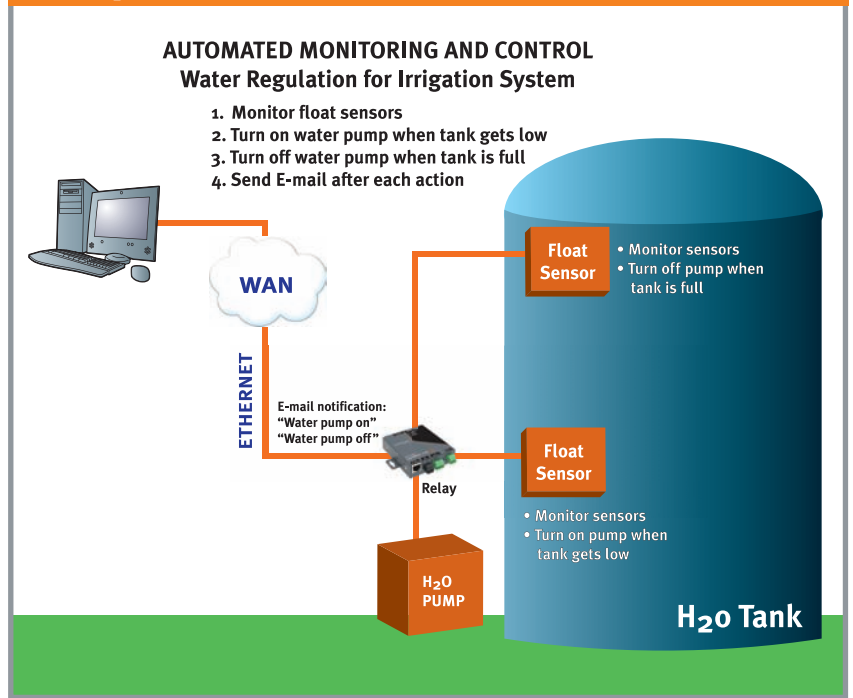 AUTOMATED MONITORING AND CONTROL
Water Regulation for Irrigation System
1. Monitor float sensors
2. Turn on water pump when tank gets low
3. Turn off water pump when tank is full
4. Send E-mail after each action
WAN
ETHERNET
E-mail notification:
“Water pump on”
“Water pump off”
Relay
H2O
PUMP
Float
Sensor
• Monitor sensors
• Turn off pump when
tank is full
Float
Sensor
• Monitor sensors
• Turn on pump when
tank gets low
H2o Tank